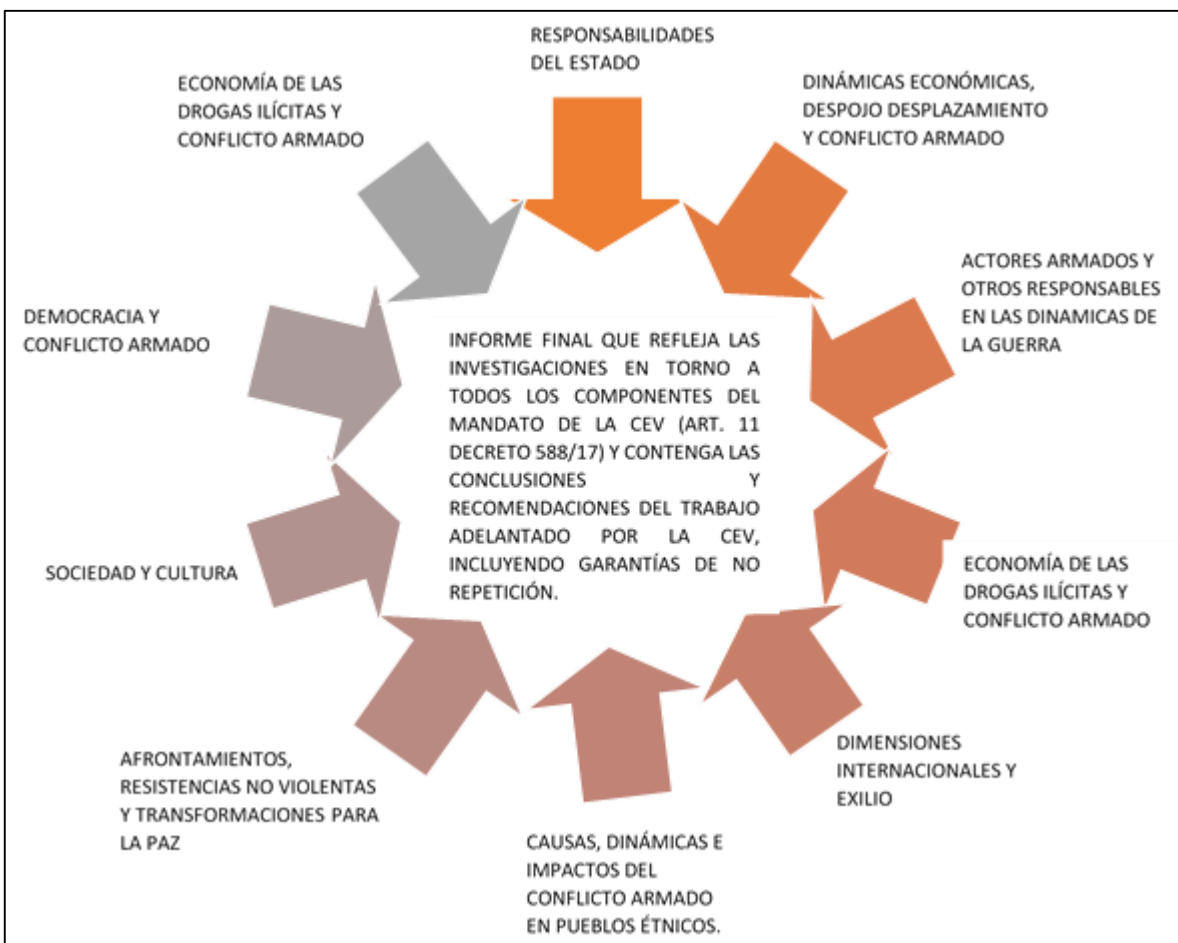 RESPONSABILIDADES
DEL ESTADO
DINÁMICAS ECONÓMICAS,
DESPOJO DESPLAZAMIENTO
Y CONFLICTO ARMADO
ACTORES ARMADOS Y
OTROS RESPONSABLES
EN LAS DINAMICAS DE
LA GUERRA
ECONOMÍA DE LAS
DROGAS ILÍCITAS Y
CONFLICTO ARMADO
DIMENSIONES
INTERNACIONALES Y
EXILIO
CAUSAS, DINÁMICAS E
IMPACTOS DEL
CONFLICTO ARMADO
EN PUEBLOS ÉTNICOS.
AFRONTAMIENTOS,
RESISTENCIAS NO VIOLENTAS
Y TRANSFORMACIONES PARA
LA PAZ
SOCIEDAD Y CULTURA
DEMOCRACIA Y
CONFLICTO ARMADO
ECONOMÍA DE LAS
DROGAS ILÍCITAS Y
CONFLICTO ARMADO
INFORME FINAL QUE REFLEJA LAS
INVESTIGACIONES EN TORNO A
TODOS LOS COMPONENTES DEL
MANDATO DE LA CEV (ART. 11
DECRETO 588/17) Y CONTENGA LAS
CONCLUSIONES Y
RECOMENDACIONES DEL TRABAJO
ADELANTADO POR LA CEV,
INCLUYENDO GARANTÍAS DE NO
REPETICIÓN.